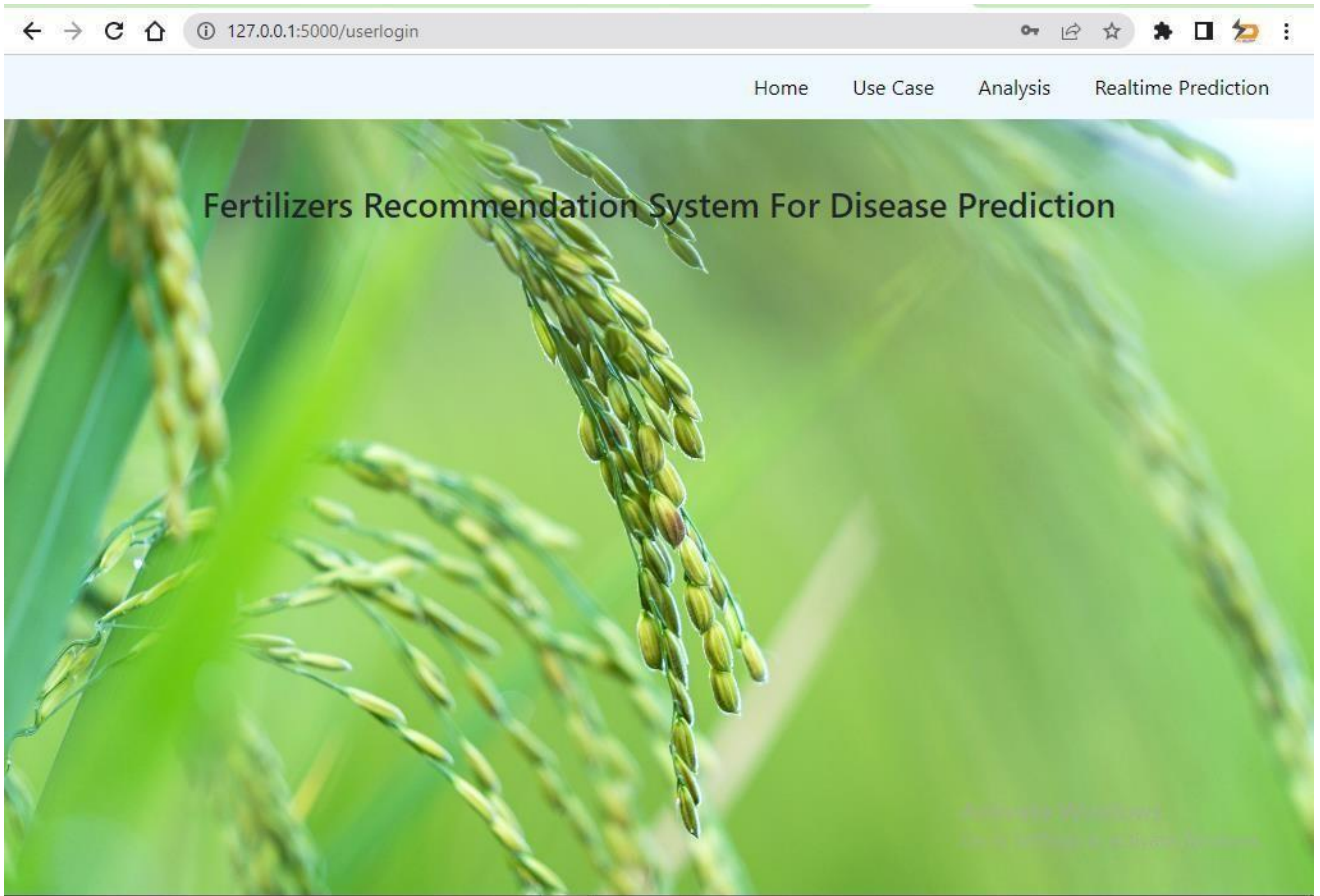 127.0.0.1:5000/userlogin
Home Use Case Analysis Realtime Prediction
Fertilizers Recommendation System For Disease Prediction